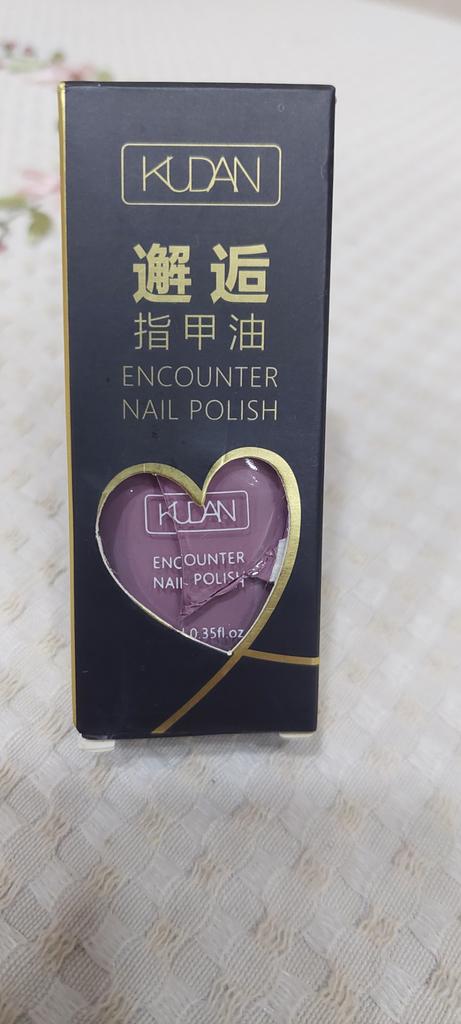 KUDAN
邂逅
指甲油
ENCOUNTER
NAIL POLISH
KUDAN
ENCOUNTER
NAIL POLISH
0.35fl.oz